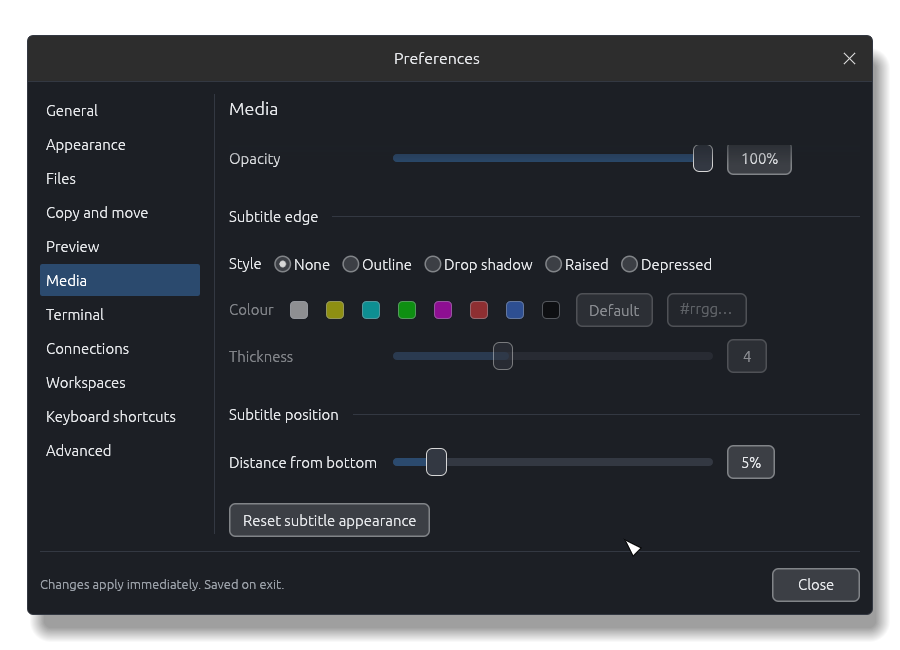 Preferences
General
Appearance
Files
Copy and move
Preview
Media
Terminal
Connections
Workspaces
Keyboard shortcuts
Advanced
Media
Opacity 100%
Subtitle edge
Style None Outline Drop shadow Raised Depressed
Colour Default #rrgg...
Thickness 4
Subtitle position
Distance from bottom 5%
Reset subtitle appearance
Changes apply immediately. Saved on exit.
Close